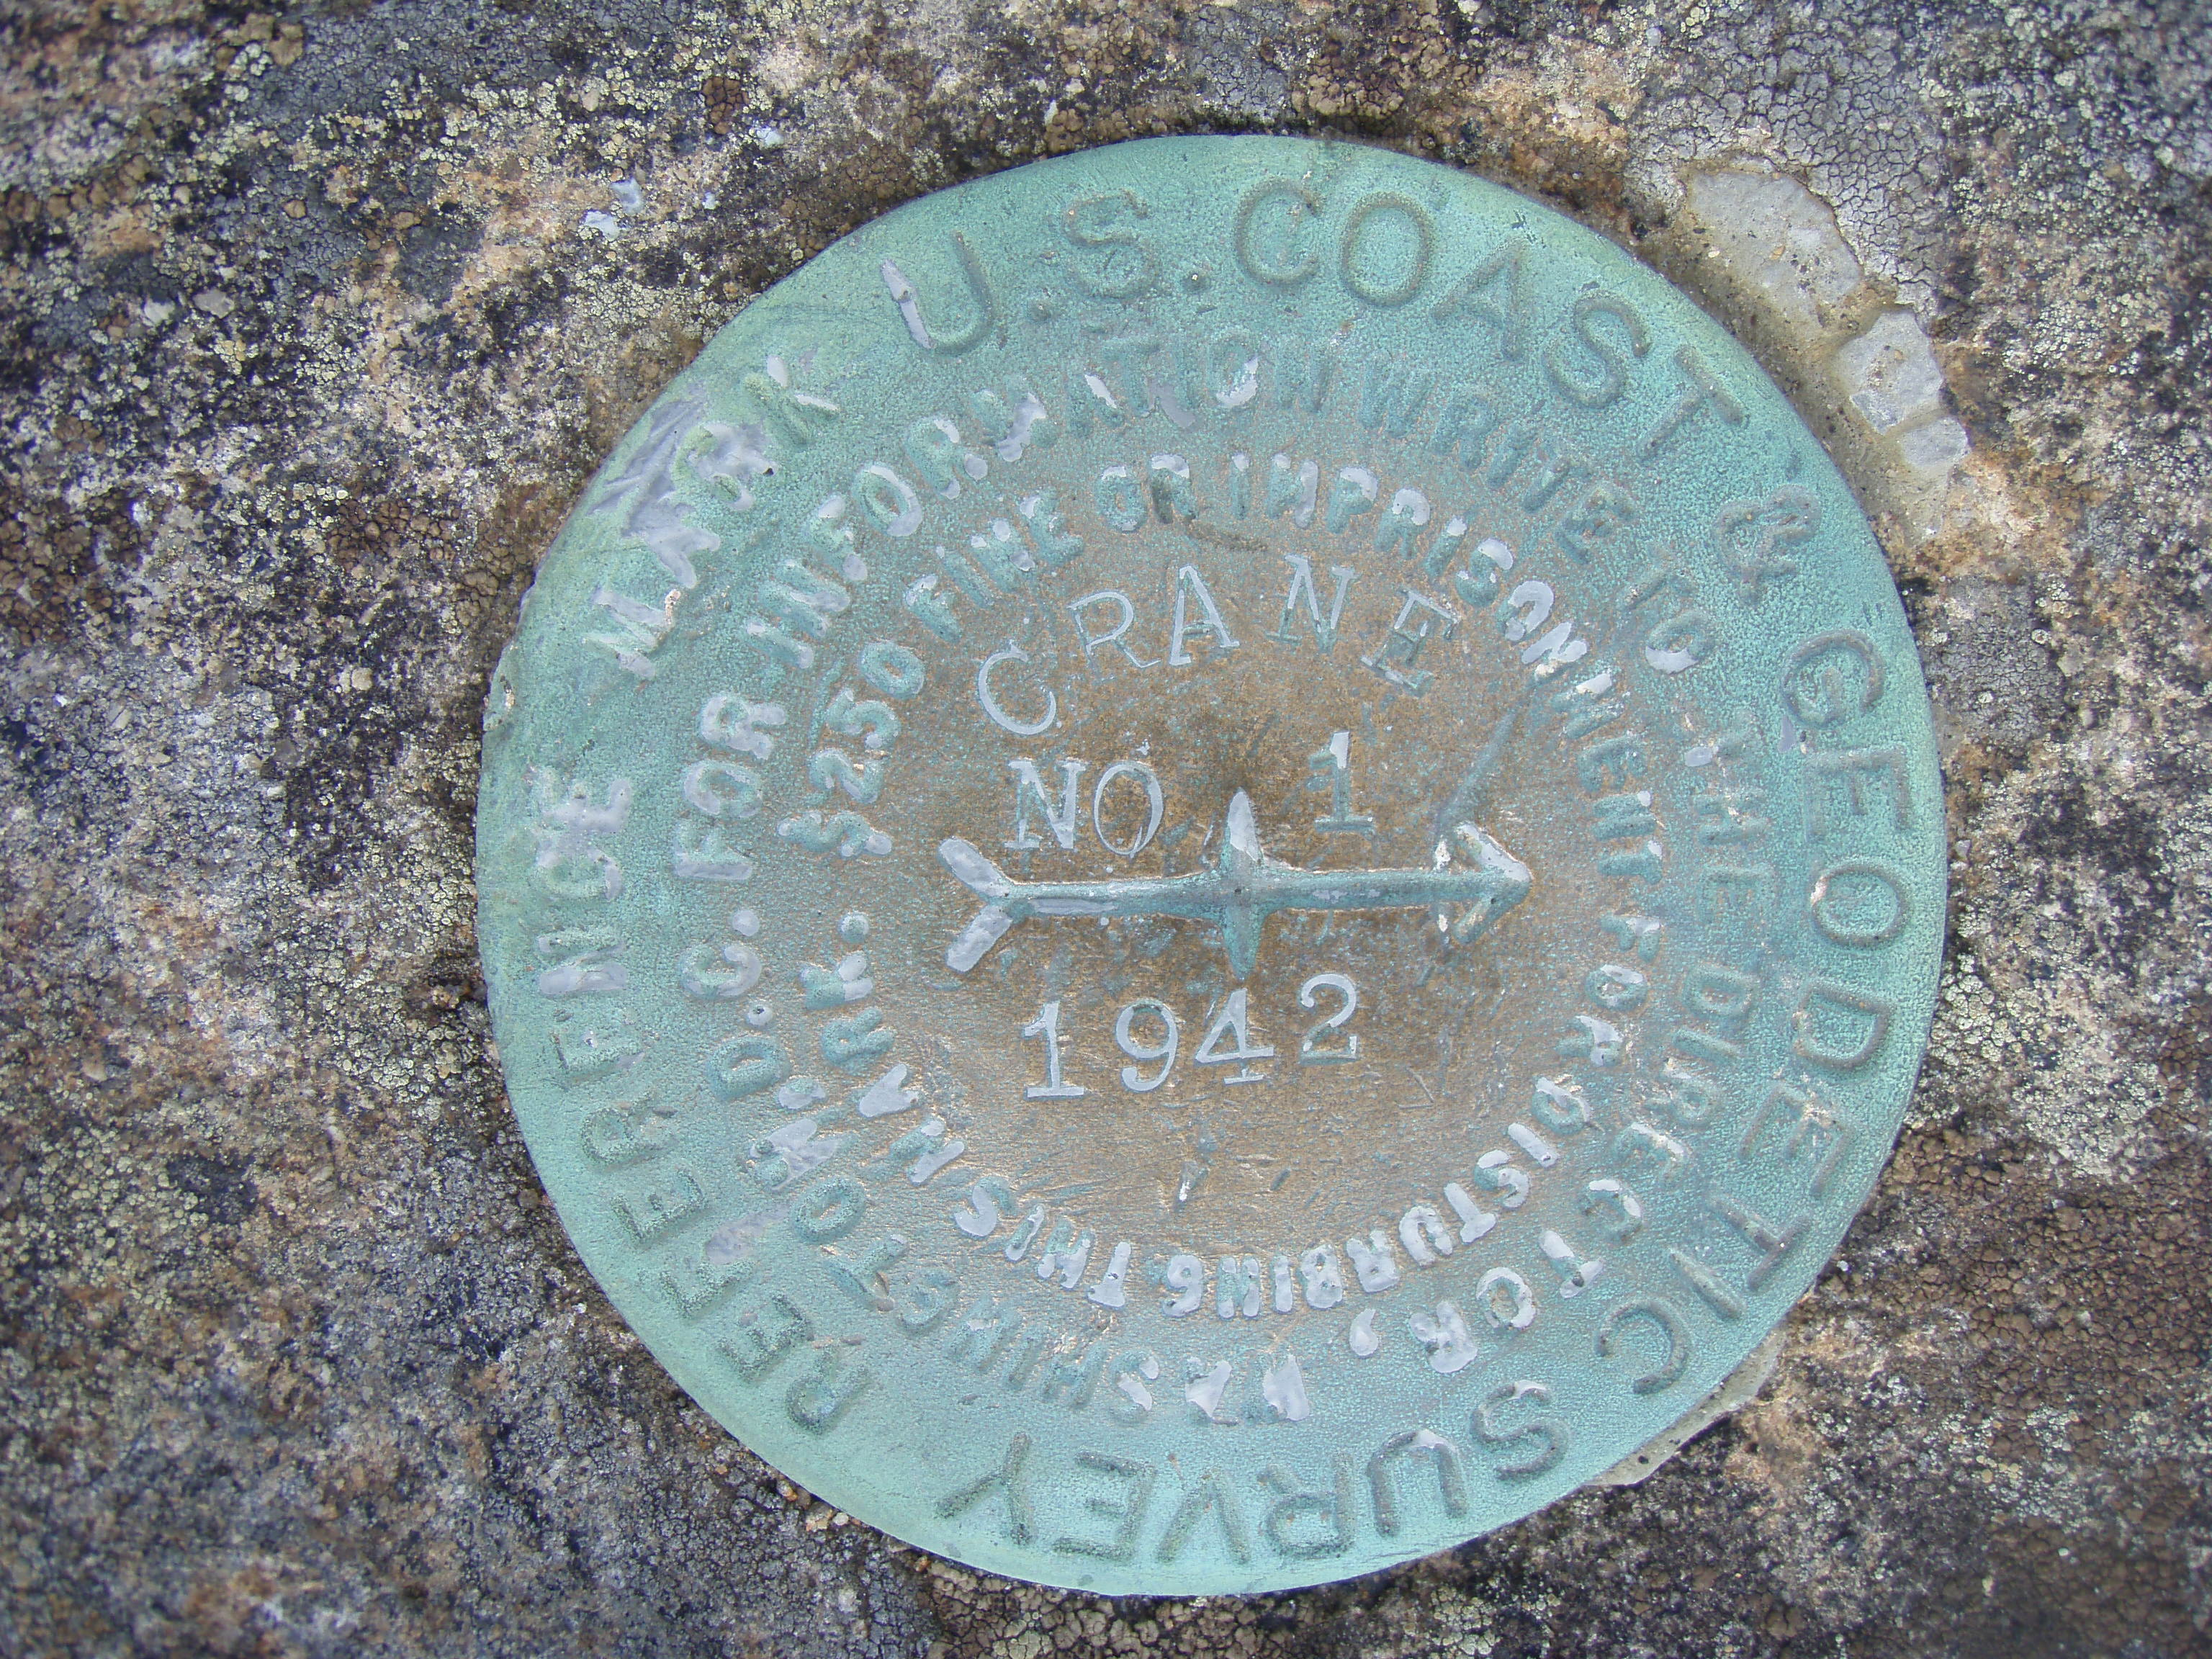 U.S. COAST & GEODETIC SURVEY REFERENCE MARK
FOR INFORMATION WRITE TO THE DIRECTOR, WASHINGTON, D.C.
$250 FINE OR IMPRISONMENT FOR DISTURBING THIS MARK.
CRANE
NO 1
1942